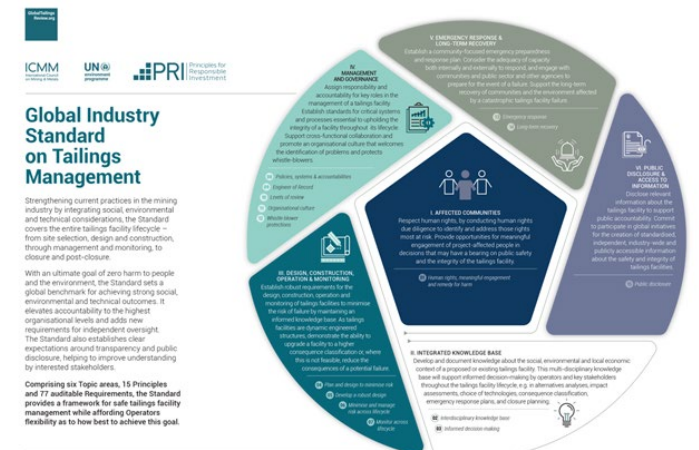 GlobalTailings
Review.org
ICMM
International Council
on Mining & Metals
UN
environment
programme
PRI
Principles for
Responsible
Investment
Global Industry
Standard
on Tailings
Management
Strengthening current practices in the mining
industry by integrating social, environmental
and technical considerations, the Standard
covers the entire tailings facility lifecycle –
from site selection, design and construction,
through management and monitoring, to
closure and post-closure.
With an ultimate goal of zero harm to people
and the environment, the Standard sets a
global benchmark for achieving strong social,
environmental and technical outcomes. It
elevates accountability to the highest
organisational levels and adds new
requirements for independent oversight.
The Standard also establishes clear
expectations around transparency and public
disclosure, helping to improve understanding
by interested stakeholders.
Comprising six Topic areas, 15 Principles
and 77 auditable Requirements, the Standard
provides a framework for safe tailings facility
management while affording Operators
flexibility as to how best to achieve this goal.
V. EMERGENCY RESPONSE &
LONG-TERM RECOVERY
Establish a community-focused emergency preparedness
and response plan. Consider the adequacy of capacity
both internally and externally to respond, and engage with
communities and public sector and other agencies to
prepare for the event of a failure. Support the long-term
recovery of communities and the environment affected
by a catastrophic tailings facility failure.
13 Emergency response
14 Long-term recovery
IV.
MANAGEMENT
AND GOVERNANCE
Assign responsibility and
accountability for key roles in the
management of a tailings facility.
Establish standards for critical systems
and processes essential to upholding the
integrity of a facility throughout its lifecycle.
Support cross-functional collaboration and
promote an organisational culture that welcomes
the identification of problems and protects
whistle-blowers.
08 Policies, systems & accountabilities
09 Engineer of Record
10 Levels of review
11 Organisational culture
12 Whistle-blower
protections
VI. PUBLIC
DISCLOSURE &
ACCESS TO
INFORMATION
Disclose relevant
information about the
tailings facility to support
public accountability. Commit
to participate in global initiatives
for the creation of standardised,
independent, industry-wide and
publicly accessible information
about the safety and integrity of
tailings facilities.
15 Public disclosure
I. AFFECTED COMMUNITIES
Respect human rights, by conducting human rights
due diligence to identify and address those rights
most at risk. Provide opportunities for meaningful
engagement of project-affected people in
decisions that may have a bearing on public safety
and the integrity of the tailings facility.
01 Human rights, meaningful engagement
and remedy for harm
III. DESIGN, CONSTRUCTION,
OPERATION & MONITORING
Establish robust requirements for the
design, construction, operation and
monitoring of tailings facilities to minimise
the risk of failure by maintaining an
informed knowledge base. As tailings
facilities are dynamic engineered
structures, demonstrate the ability to
upgrade a facility to a higher
consequence classification or, where
this is not feasible, reduce the
consequences of a potential failure.
04 Plan and design to minimise risk
05 Develop a robust design
06 Minimise and manage
risk across lifecycle
07 Monitor across
lifecycle
II. INTEGRATED KNOWLEDGE BASE
Develop and document knowledge about the social, environmental and local economic
context of a proposed or existing tailings facility. This multi-disciplinary knowledge
base will support informed decision-making by operators and key stakeholders
throughout the tailings facility lifecycle, e.g. in alternatives analyses, impact
assessments, choice of technologies, consequence classification,
emergency response plans, and closure planning.
02 Interdisciplinary knowledge base
03 Informed decision-making